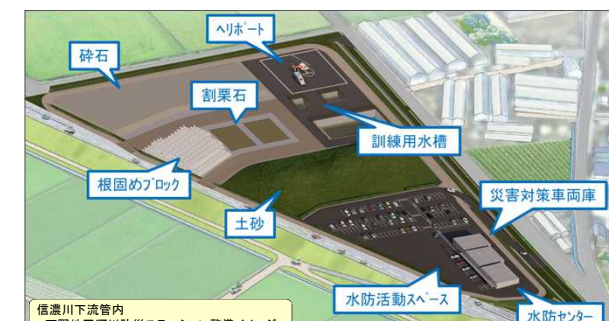 ヘリポート
砕石
割栗石
訓練用水槽
根固めブロック
災害対策車両庫
土砂
水防活動スペース
水防センター
信濃川下流管内